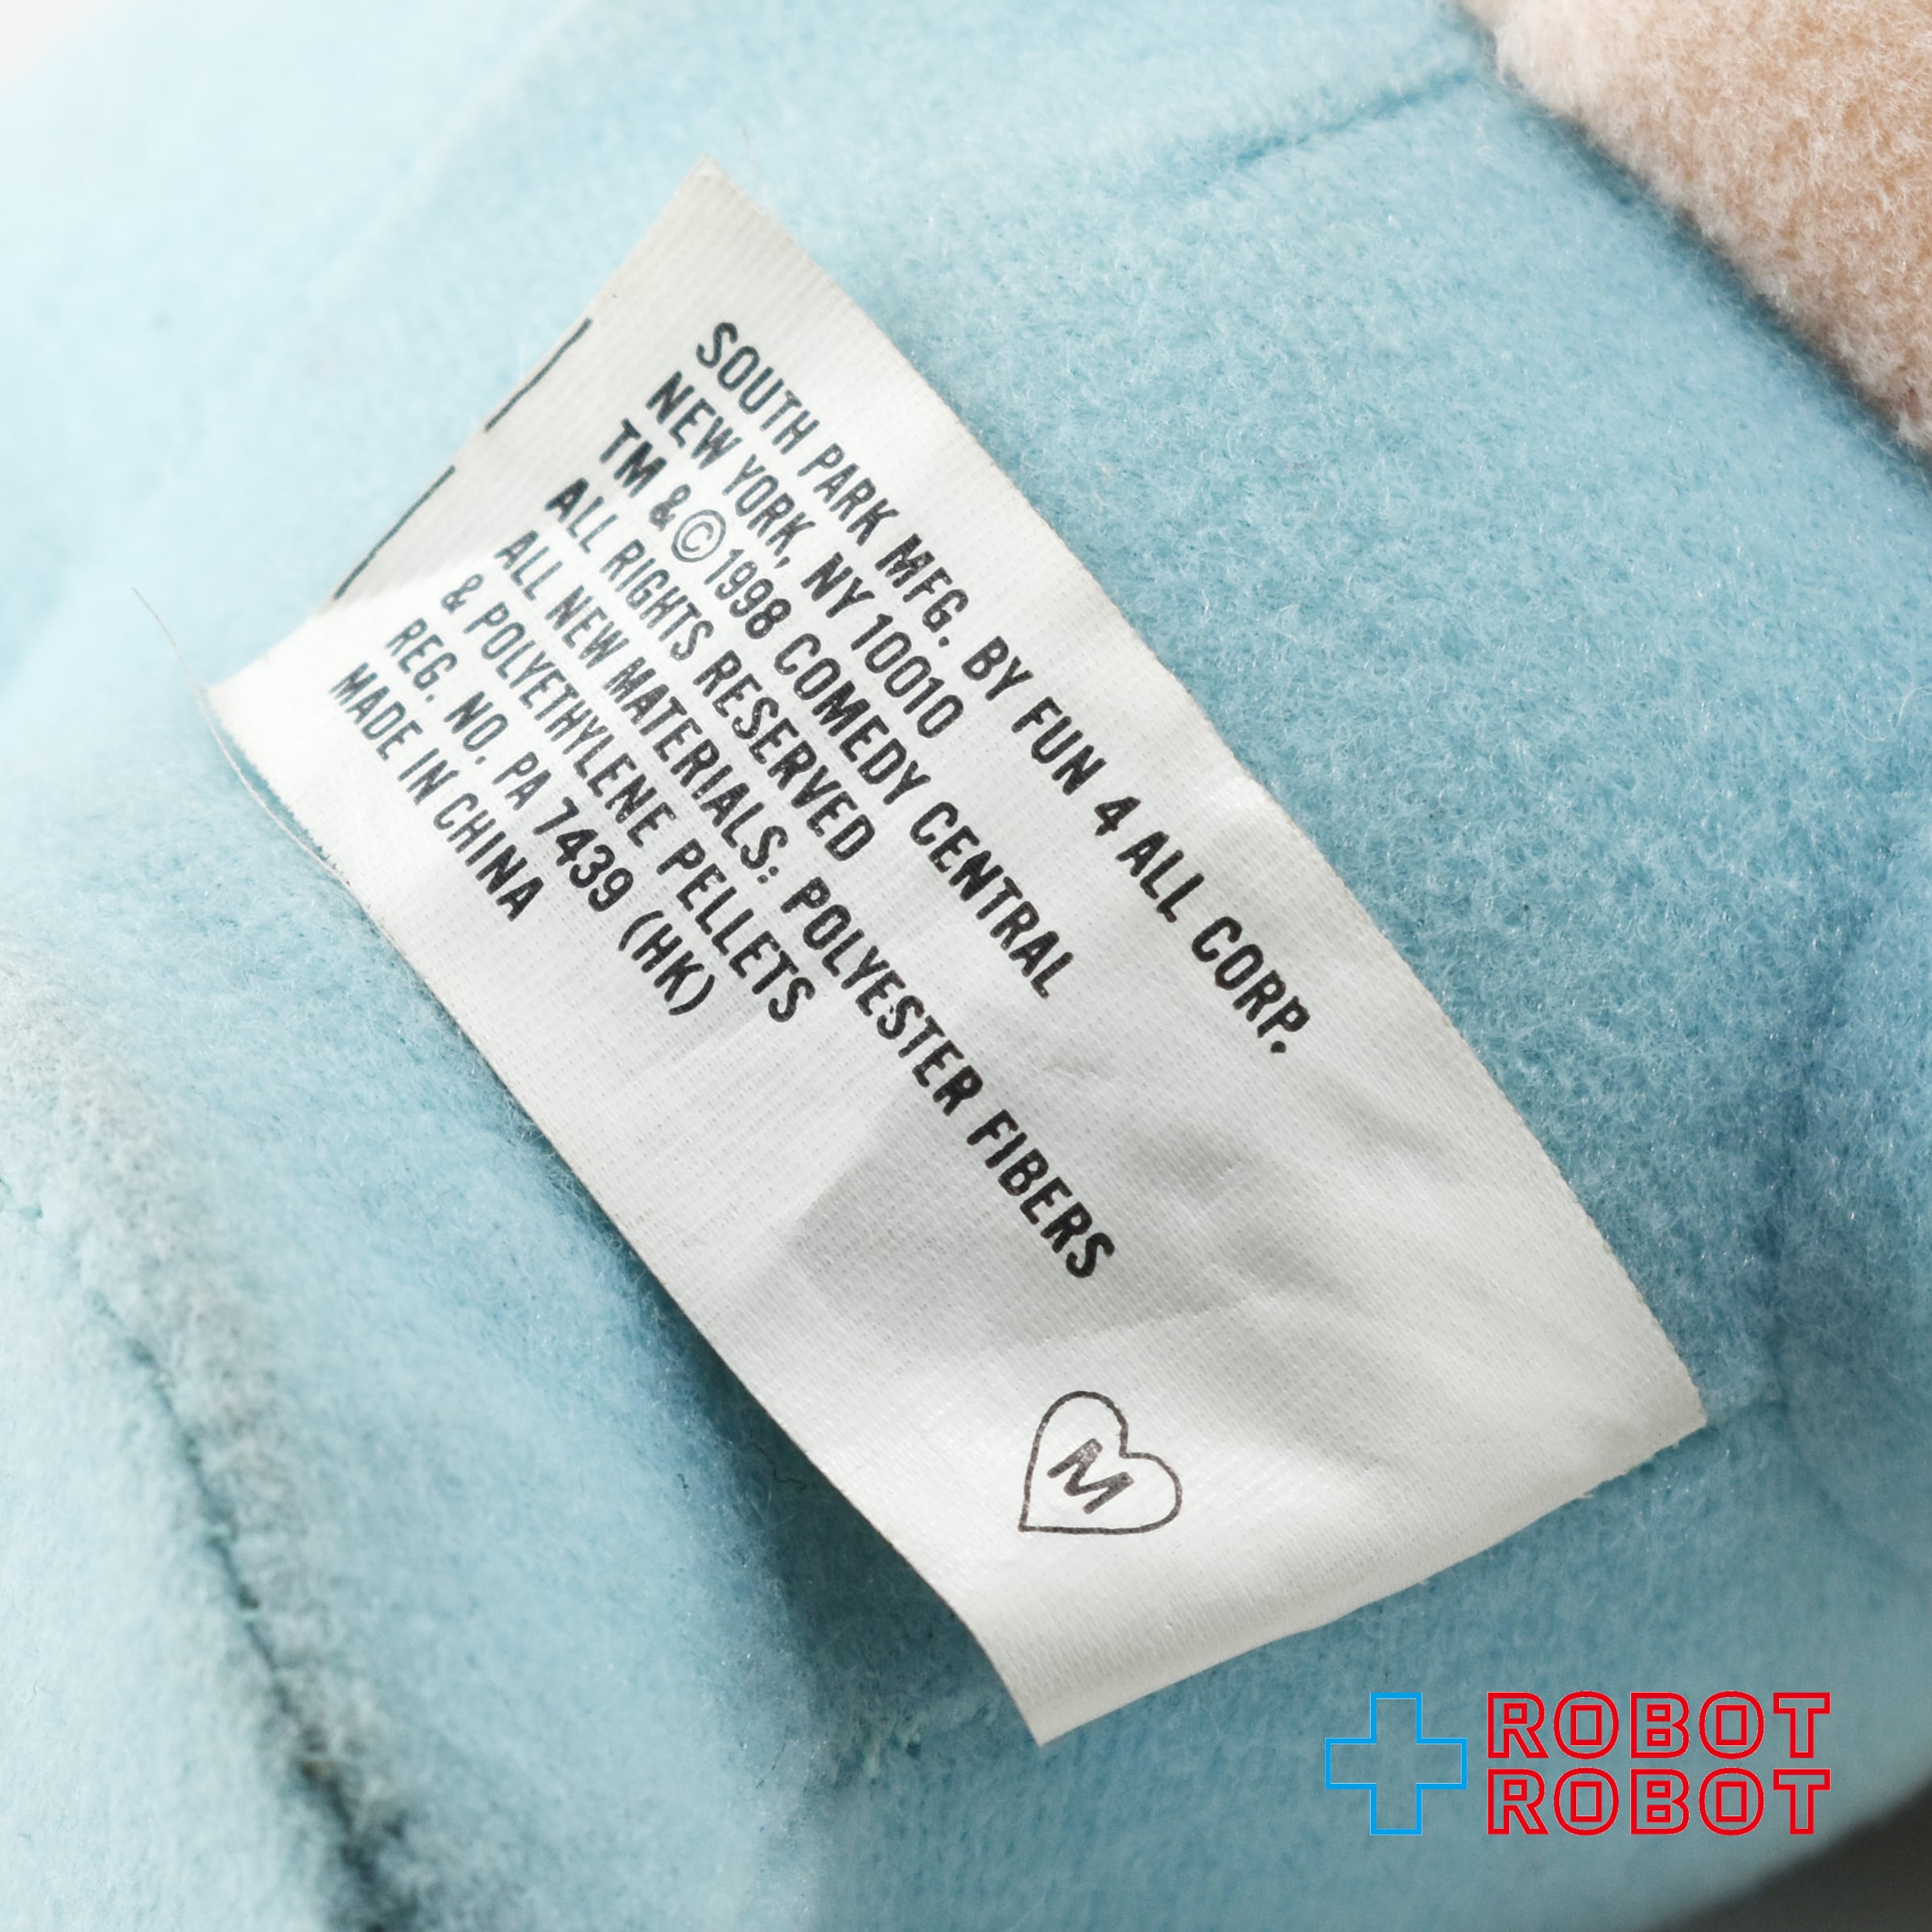 SOUTH PARK MFG. BY FUN 4 ALL CORP.
NEW YORK, NY 10010
TM & © 1998 COMEDY CENTRAL
ALL RIGHTS RESERVED
ALL NEW MATERIALS: POLYESTER FIBERS
& POLYETHYLENE PELLETS
REG. NO. PA 7439 (HK)
MADE IN CHINA
M
ROBOT
ROBOT